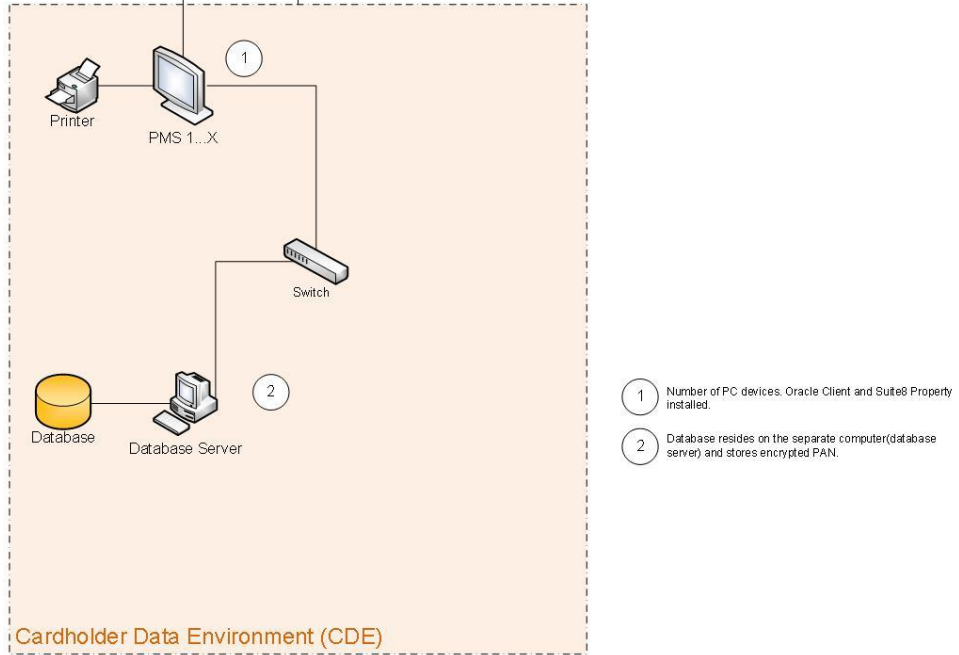 1
Printer
PMS 1...X
Switch
2
Database
Database Server
1 Number of PC devices. Oracle Client and Suite8 Property
installed.
2 Database resides on the separate computer(database
server) and stores encrypted PAN.
Cardholder Data Environment (CDE)